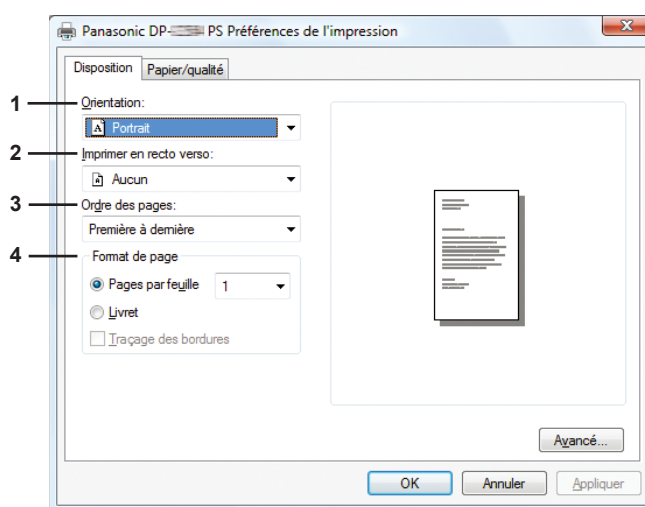 Panasonic DP- PS Préférences de l'impression
Disposition Papier/qualité
1 Orientation:
Portrait
2 Imprimer en recto verso:
Aucun
3 Ordre des pages:
Première à dernière
4 Format de page
Pages par feuille 1
Livret
Traçage des bordures
Avancé...
OK Annuler Appliquer